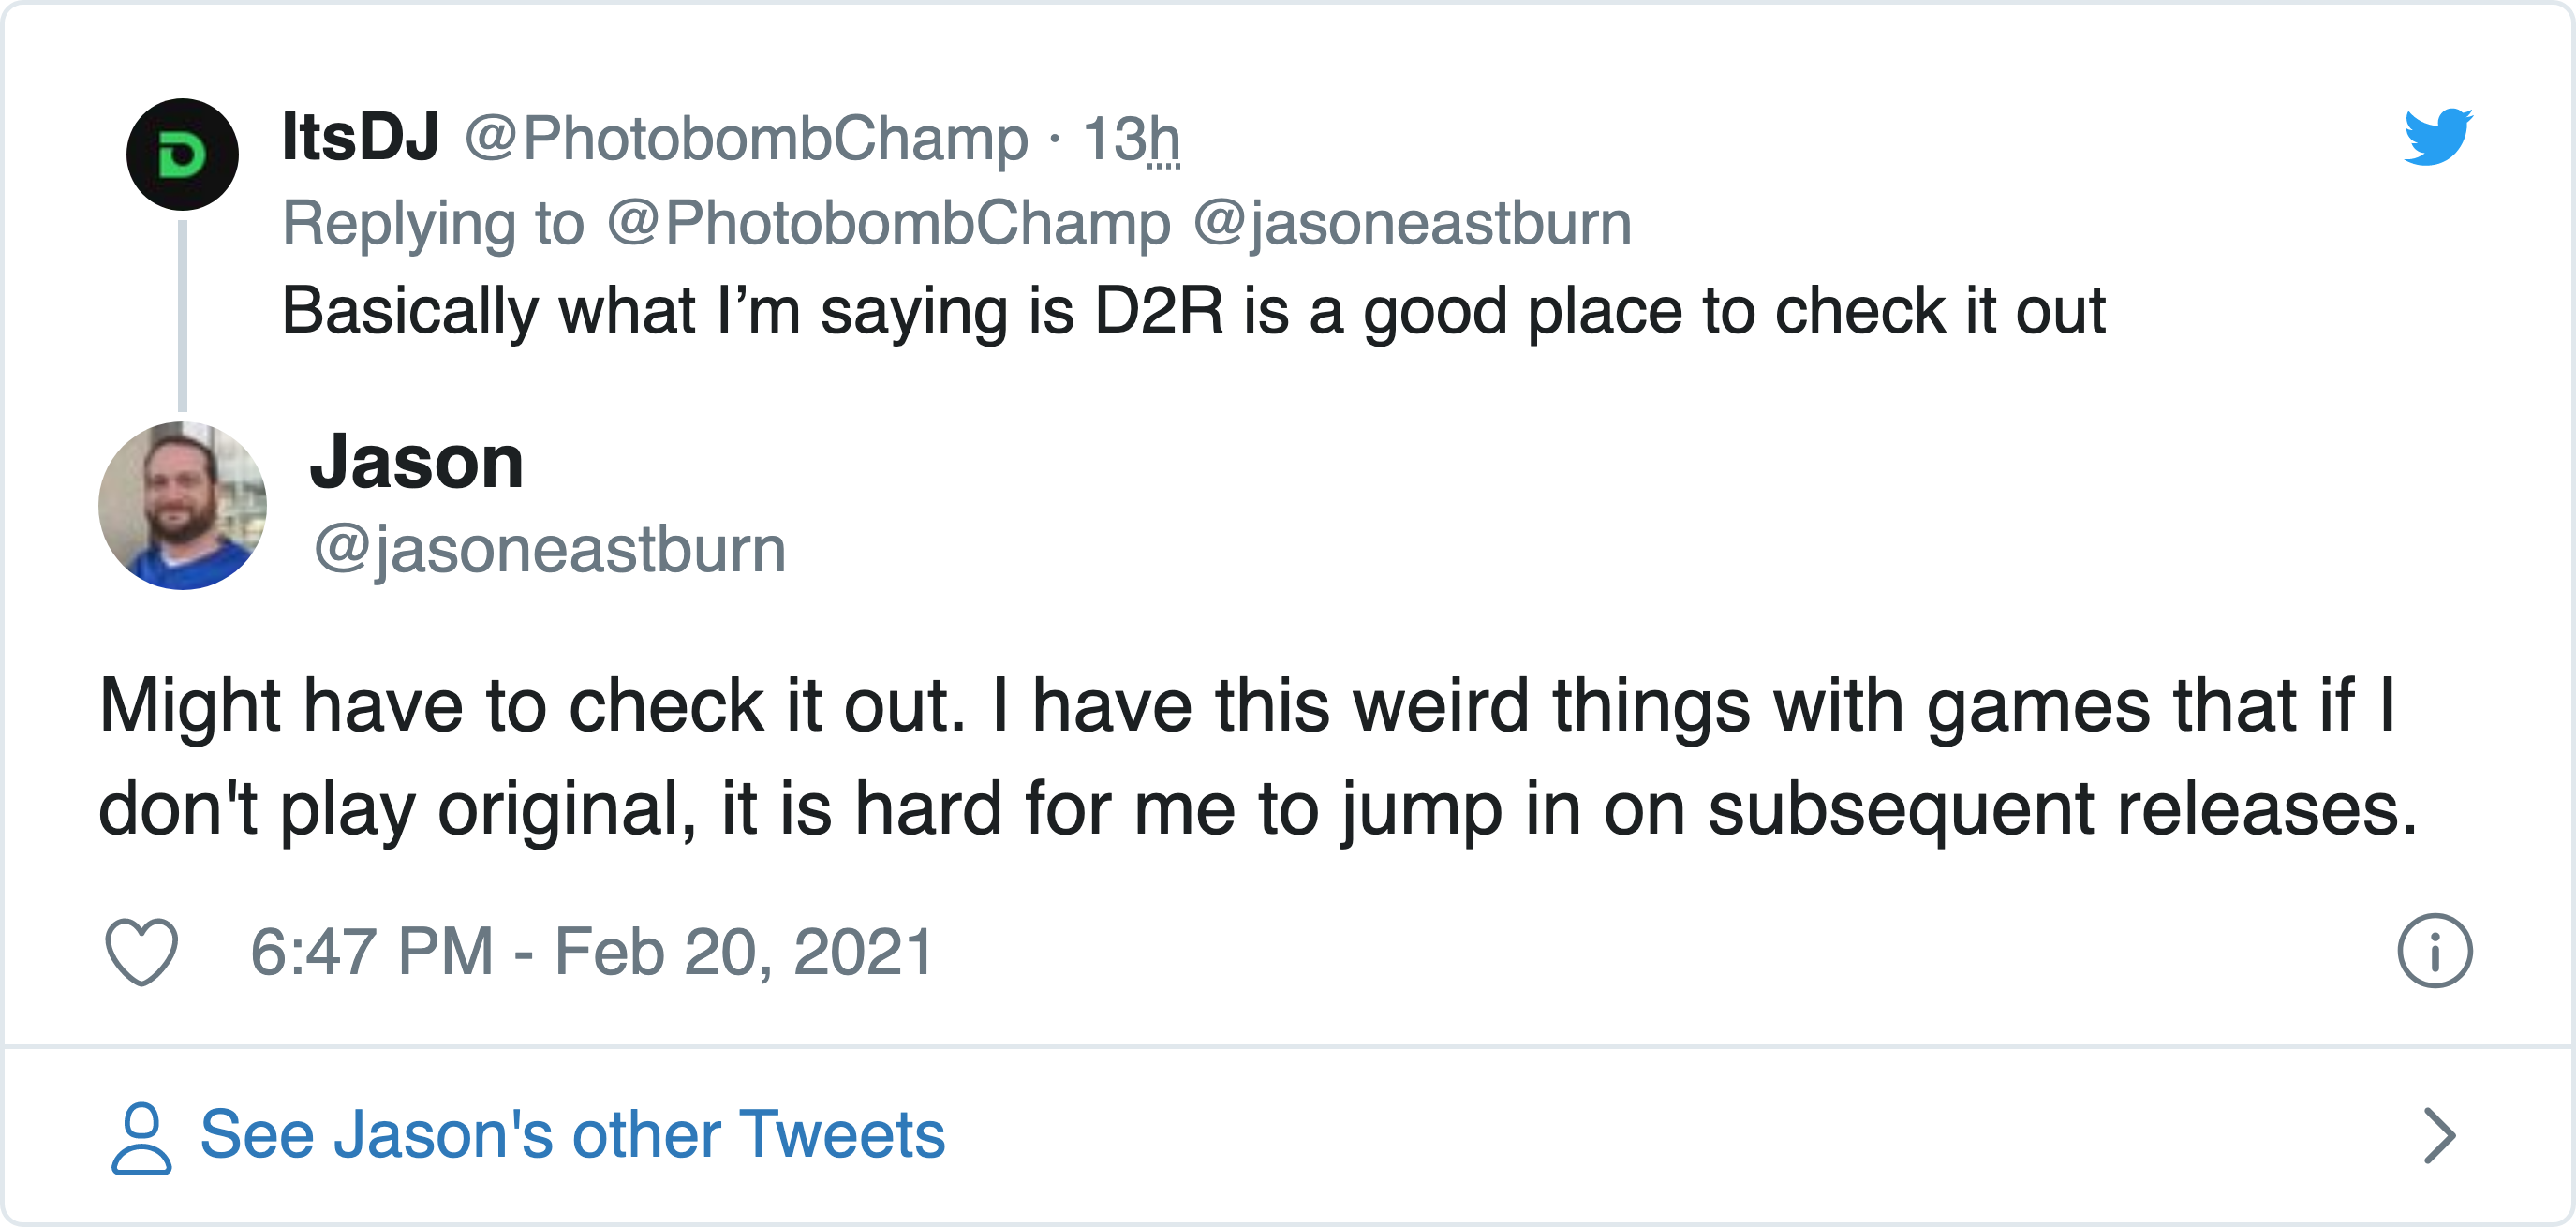 ItsDJ @PhotobombChamp · 13h
Replying to @PhotobombChamp @jasoneastburn
Basically what I’m saying is D2R is a good place to check it out
Jason
@jasoneastburn
Might have to check it out. I have this weird things with games that if I
don't play original, it is hard for me to jump in on subsequent releases.
6:47 PM - Feb 20, 2021
See Jason's other Tweets